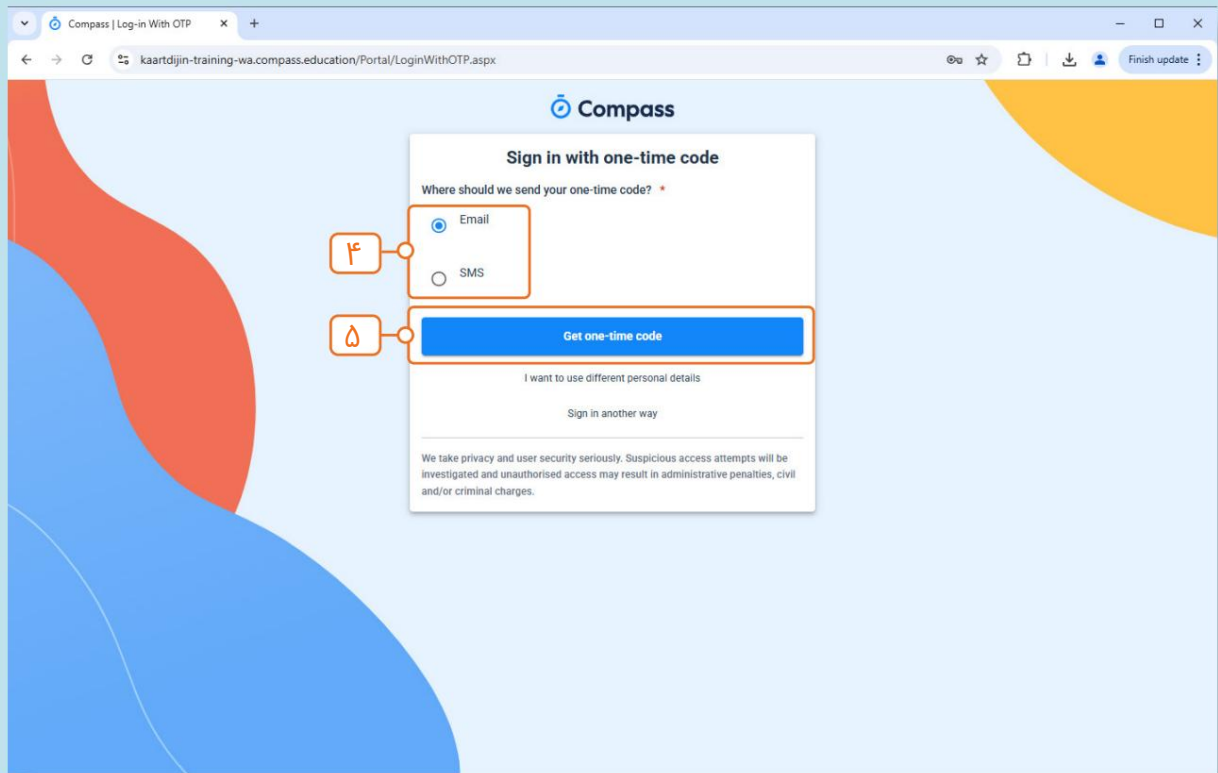 Compass | Log-in With OTP
kaartdijin-training-wa.compass.education/Portal/LoginWithOTP.aspx
Finish update
Compass
Sign in with one-time code
Where should we send your one-time code? *
Email
۴
SMS
۵
Get one-time code
I want to use different personal details
Sign in another way
We take privacy and user security seriously. Suspicious access attempts will be
investigated and unauthorised access may result in administrative penalties, civil
and/or criminal charges.